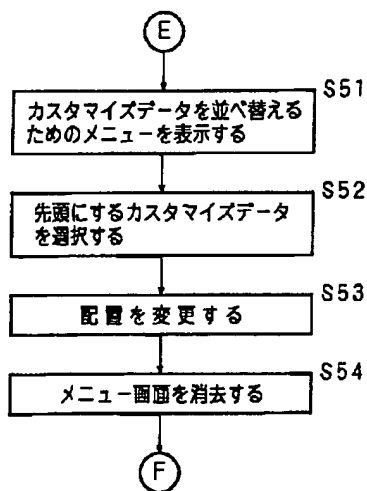 E
S51
カスタマイズデータを並べ替える
ためのメニューを表示する
S52
先頭にするカスタマイズデータ
を選択する
S53
配置を変更する
S54
メニュー画面を消去する
F